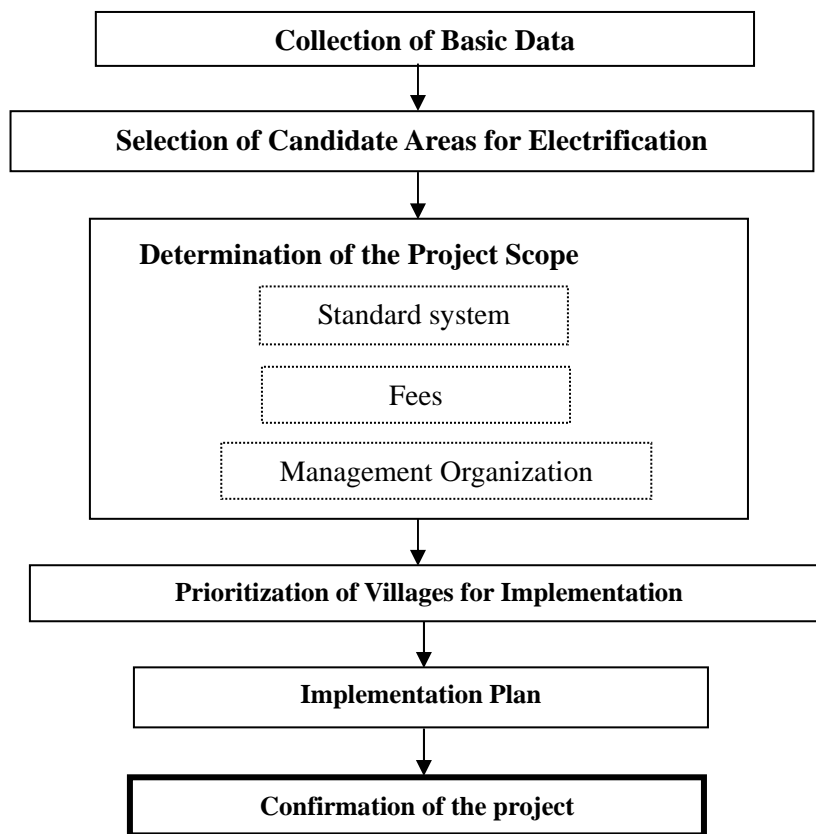 Collection of Basic Data
Selection of Candidate Areas for Electrification
Determination of the Project Scope
Standard system
Fees
Management Organization
Prioritization of Villages for Implementation
Implementation Plan
Confirmation of the project